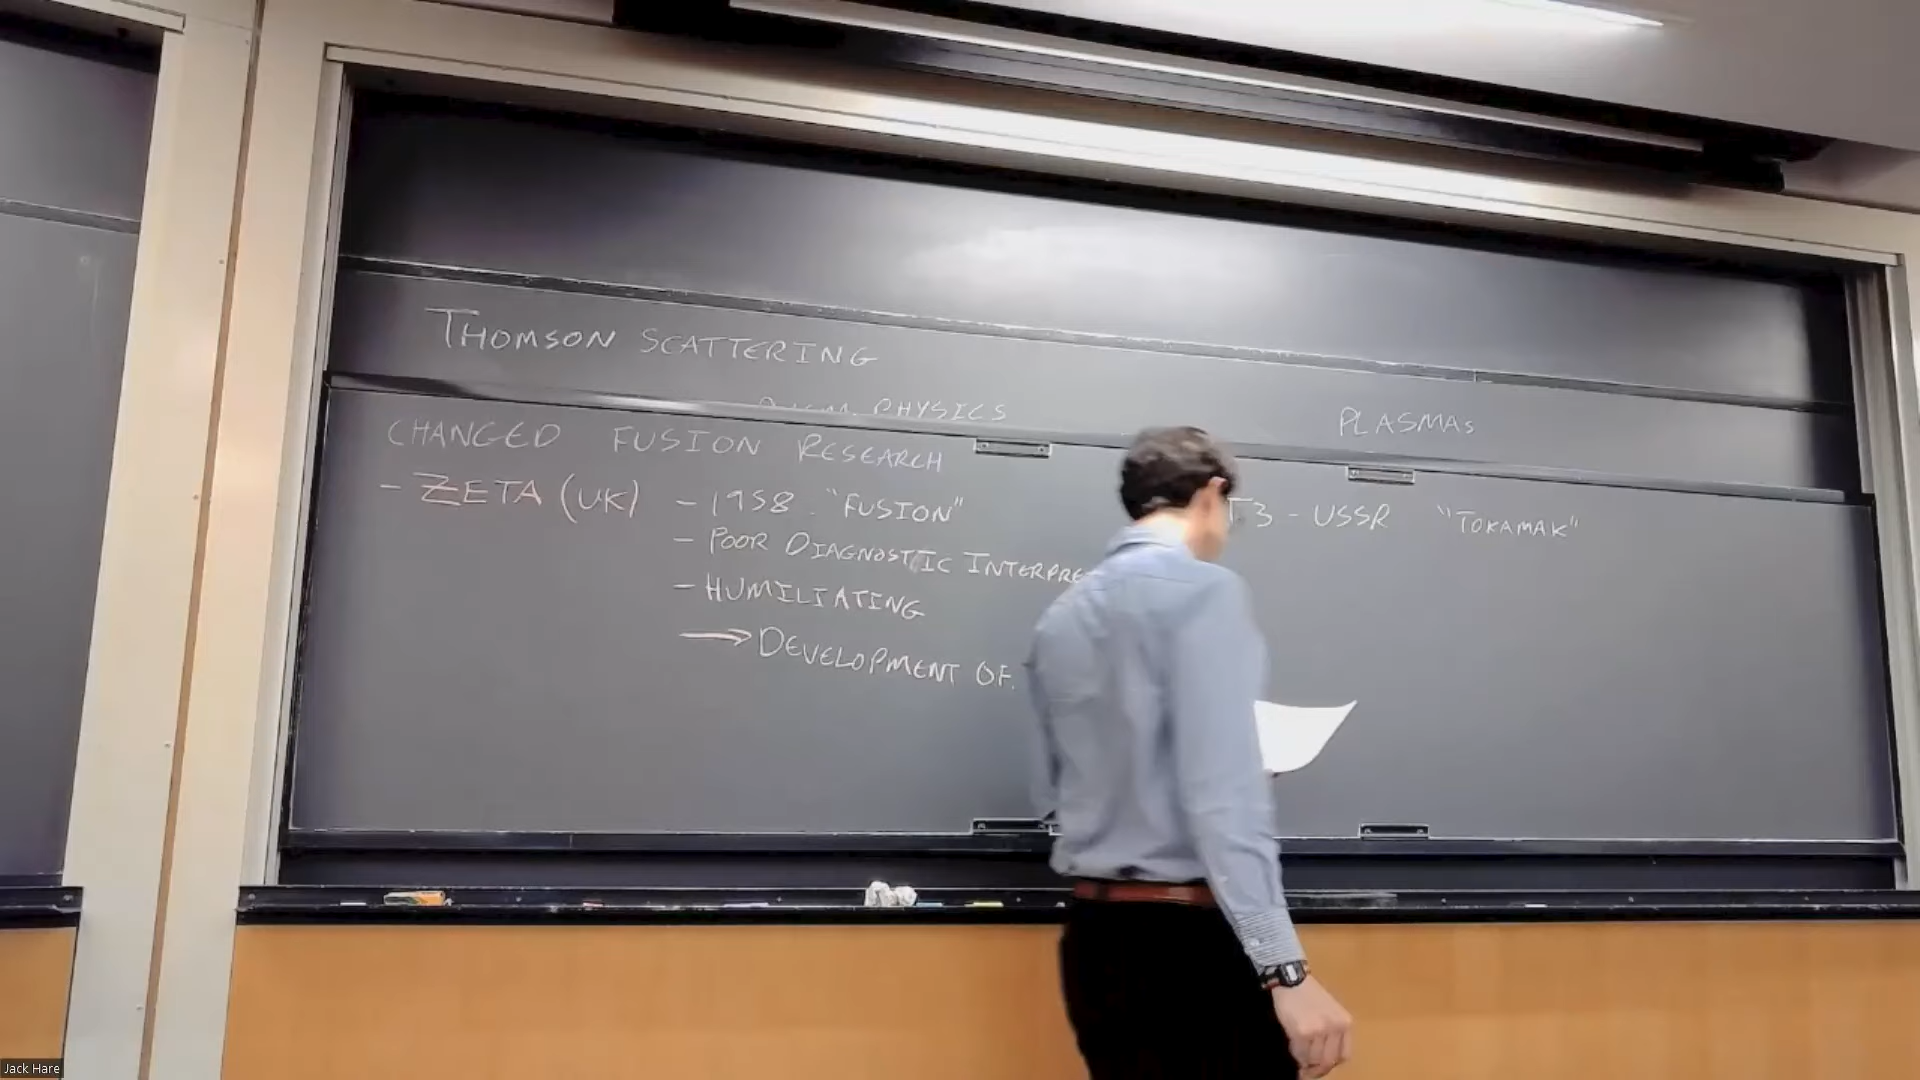 THOMSON SCATTERING
PHYSICS
PLASMAS
CHANGED FUSION RESEARCH
- ZETA (UK) - 1958. "FUSION"
- POOR DIAGNOSTIC INTERPRE
- HUMILIATING
→ DEVELOPMENT OF.
T3 - USSR "TOKAMAK"
Jack Hare